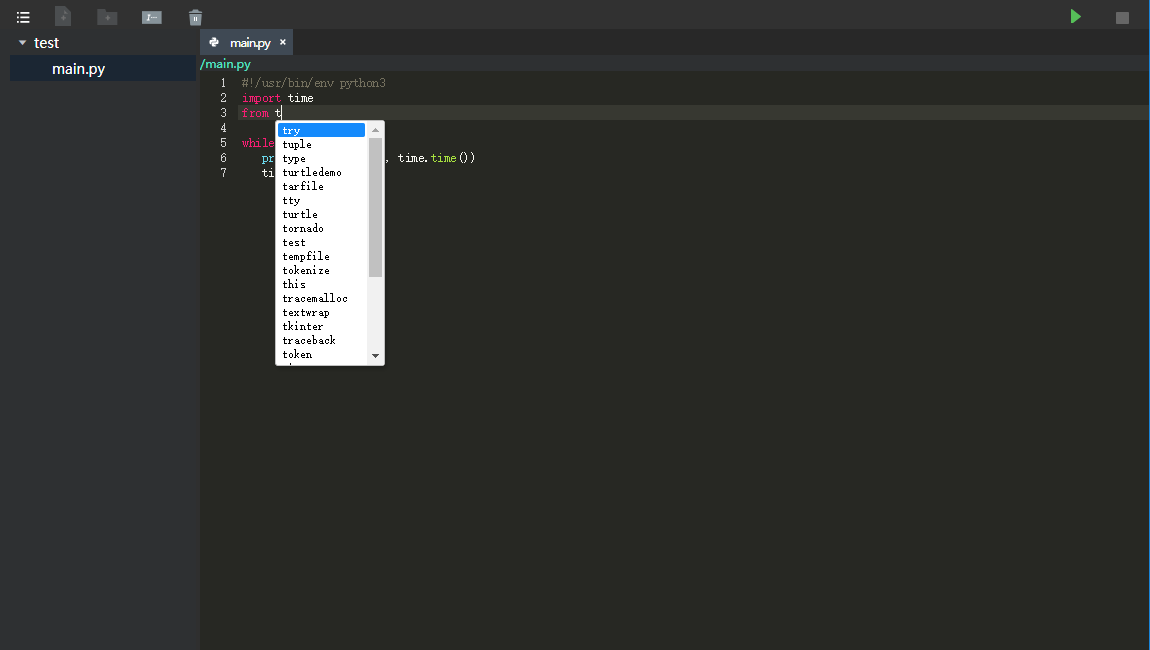 test
main.py
main.py ×
/main.py
1 #!/usr/bin/env python3
2 import time
3 from t
4
5 while
6 pr , time.time())
7 ti
try
tuple
type
turtledemo
tarfile
tty
turtle
tornado
test
tempfile
tokenize
this
tracemalloc
textwrap
tkinter
traceback
token